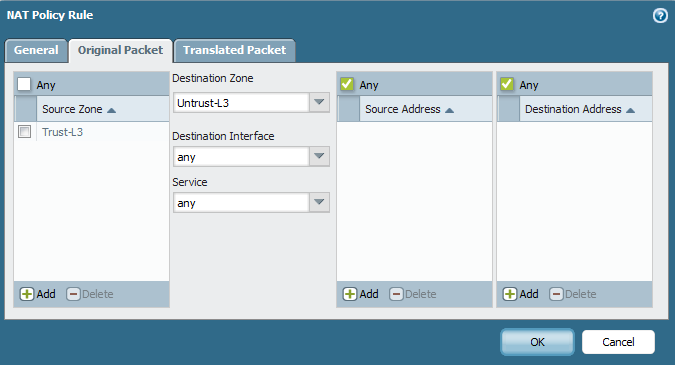 NAT Policy Rule
General
Original Packet
Translated Packet
Any
Source Zone
Trust-L3
Add
Delete
Destination Zone
Untrust-L3
Destination Interface
any
Service
any
Any
Source Address
Add
Delete
Any
Destination Address
Add
Delete
OK
Cancel